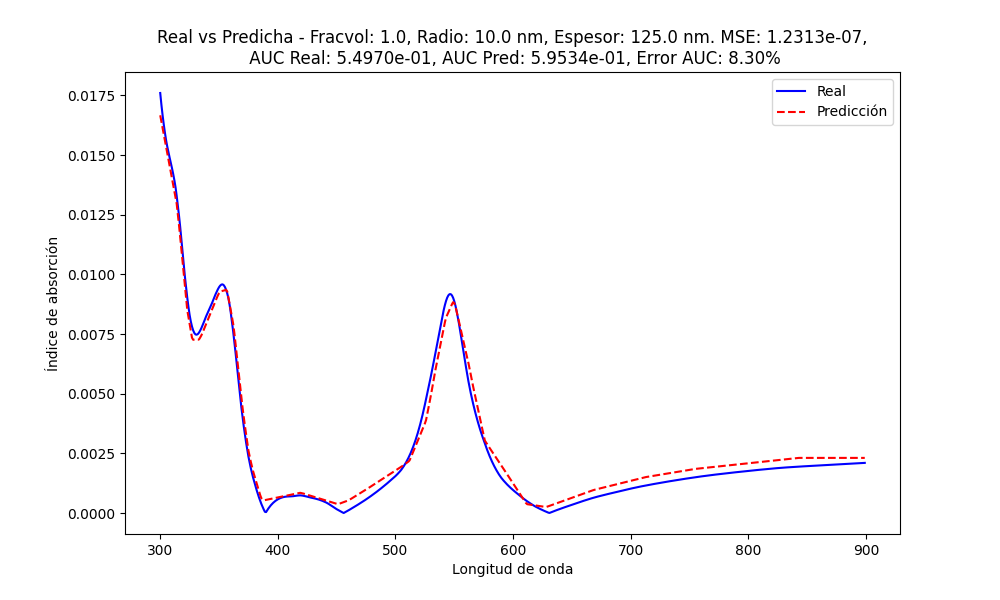 Real vs Predicha - Fracvol: 1.0, Radio: 10.0 nm, Espesor: 125.0 nm. MSE: 1.2313e-07,
AUC Real: 5.4970e-01, AUC Pred: 5.9534e-01, Error AUC: 8.30%
Real
Predicción
Índice de absorción
0.0175
0.0150
0.0125
0.0100
0.0075
0.0050
0.0025
0.0000
300 400 500 600 700 800 900
Longitud de onda